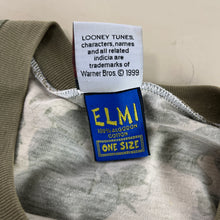 LOONEY TUNES,
characters, names
and all related
indicia are
trademarks of
Warner Bros. © 1999
ELMI
100% ALGODON
COTTON
ONE SIZE